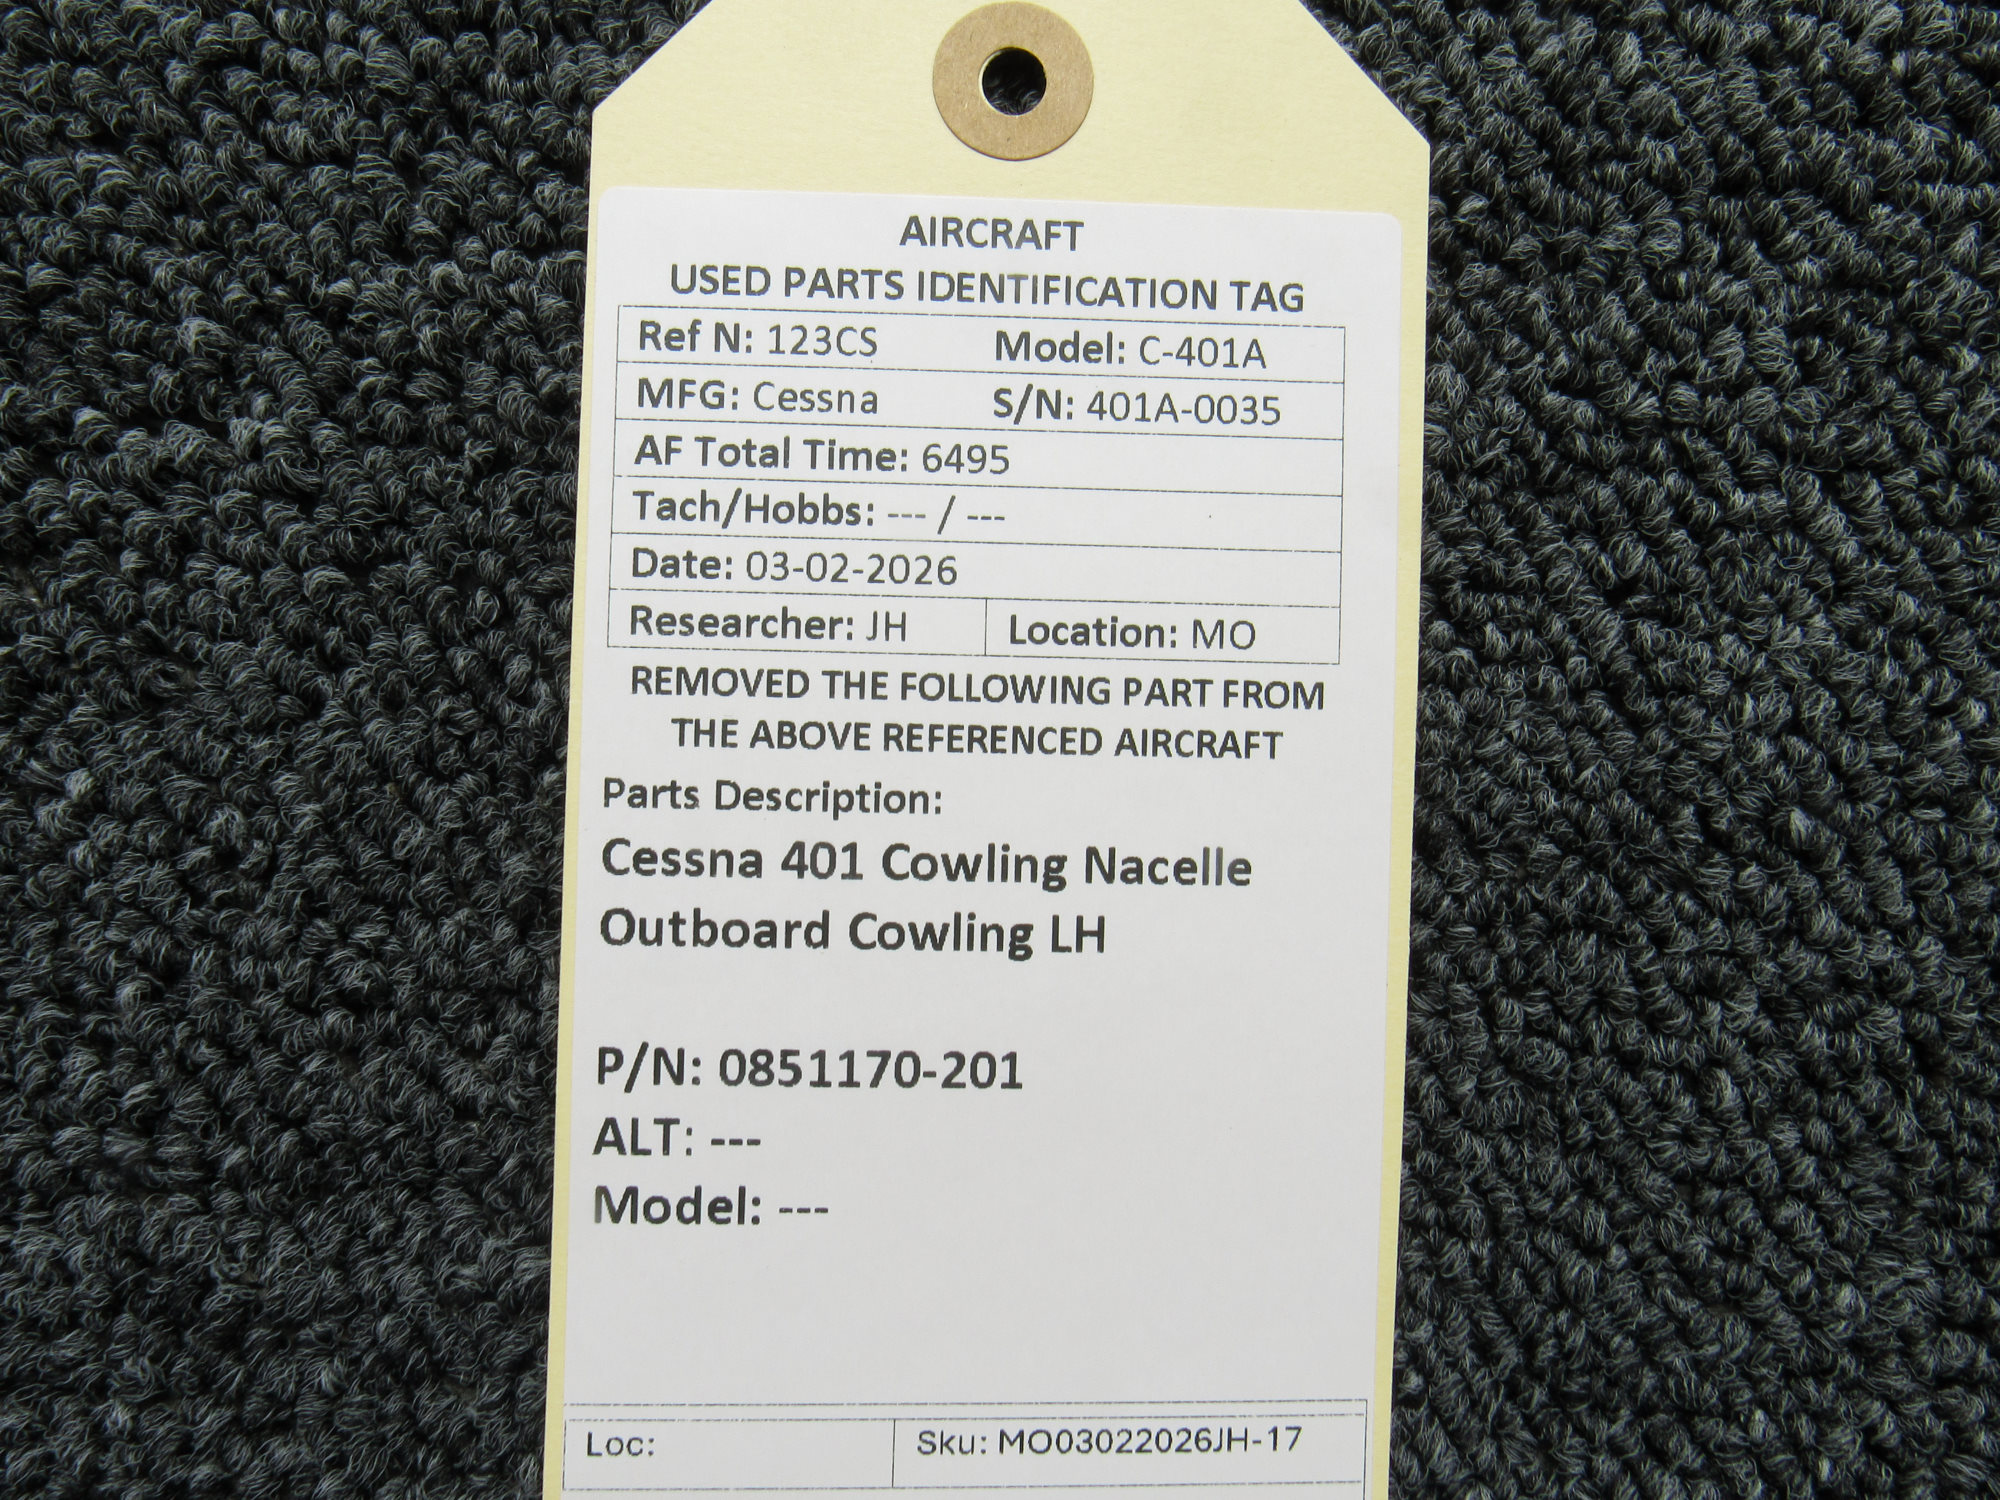 AIRCRAFT
USED PARTS IDENTIFICATION TAG
Ref N: 123CS Model: C-401A
MFG: Cessna S/N: 401A-0035
AF Total Time: 6495
Tach/Hobbs: --- / ---
Date: 03-02-2026
Researcher: JH Location: MO
REMOVED THE FOLLOWING PART FROM
THE ABOVE REFERENCED AIRCRAFT
Parts Description:
Cessna 401 Cowling Nacelle
Outboard Cowling LH
P/N: 0851170-201
ALT: ---
Model: ---
Loc: Sku: MO03022026JH-17